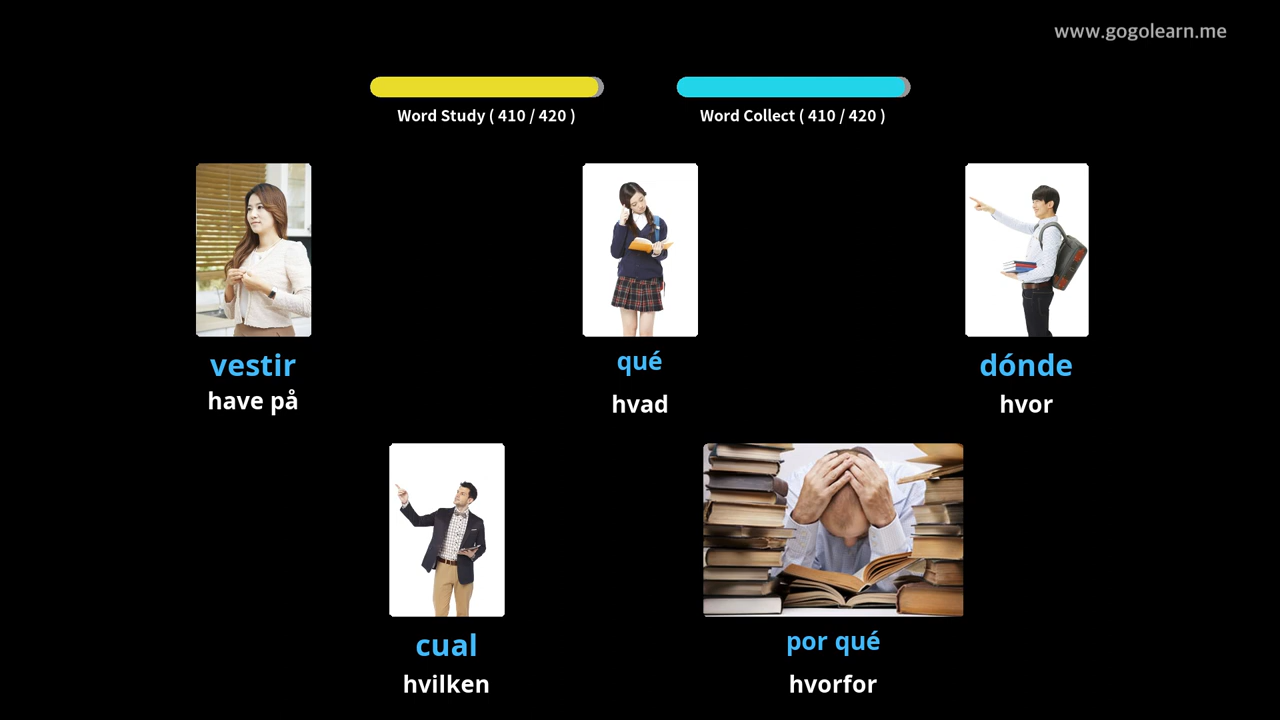 www.gogolearn.me
Word Study ( 410 / 420 )
Word Collect ( 410 / 420 )
vestir
have på
qué
hvad
dónde
hvor
cual
hvilken
por qué
hvorfor